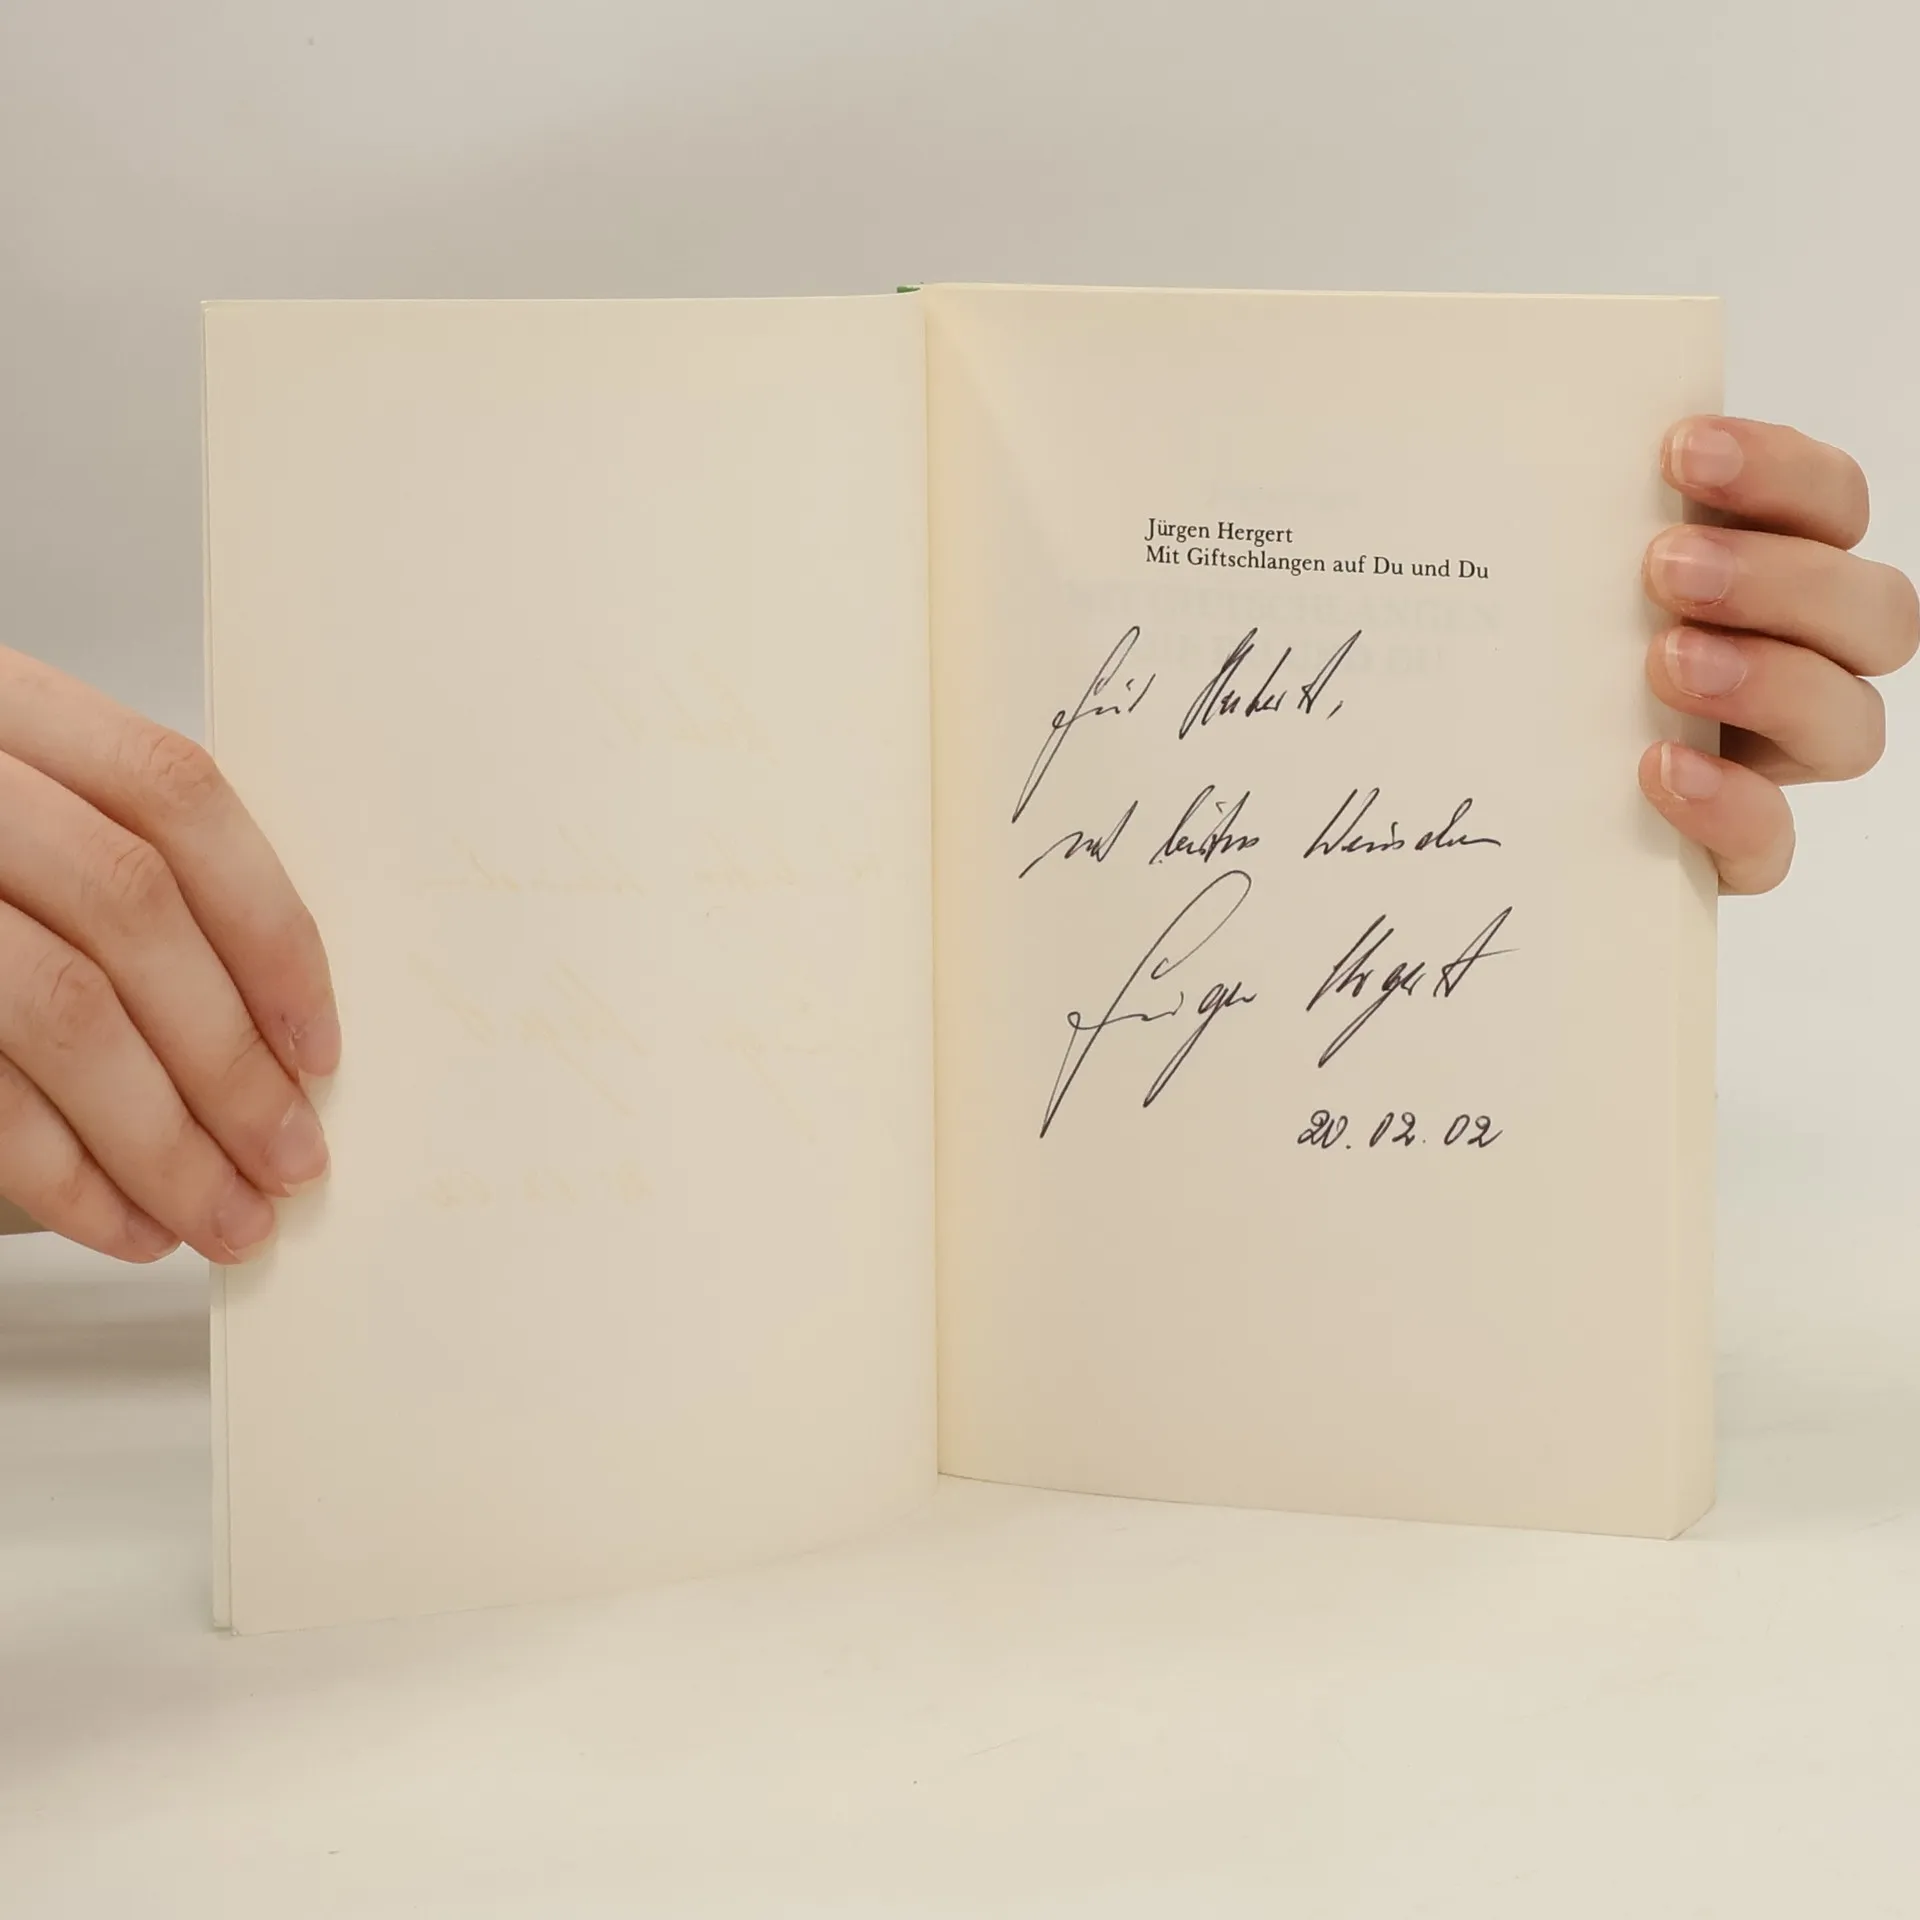 Jürgen Hergert
Mit Giftschlangen auf Du und Du
Für Hubert,
mit besten Wünschen
Jürgen Hergert
20.02.02